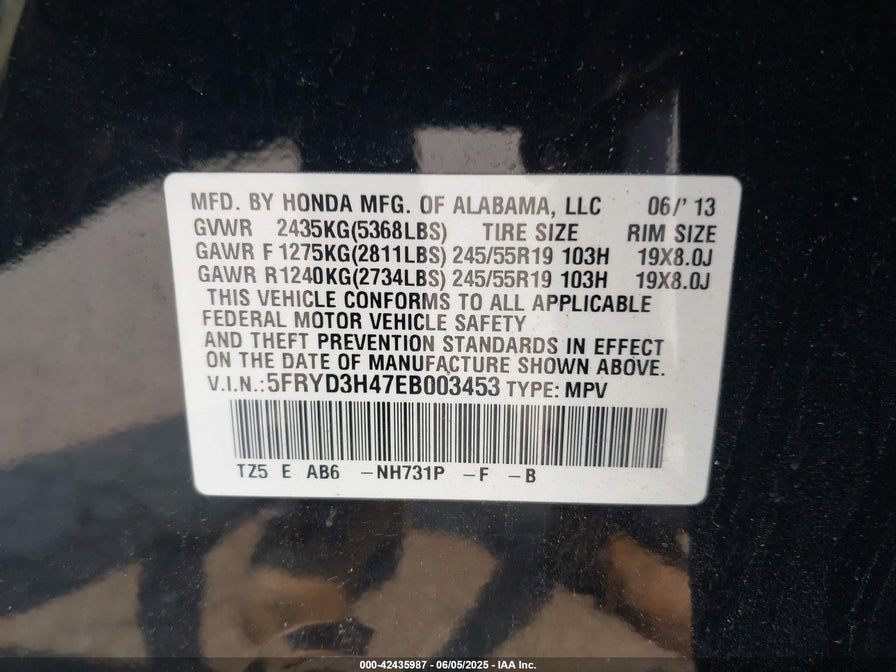 MFD. BY HONDA MFG. OF ALABAMA, LLC 06/' 13
GVWR 2435KG(5368LBS) TIRE SIZE RIM SIZE
GAWR F 1275KG(2811LBS) 245/55R19 103H 19X8.0J
GAWR R1240KG(2734LBS) 245/55R19 103H 19X8.0J
THIS VEHICLE CONFORMS TO ALL APPLICABLE
FEDERAL MOTOR VEHICLE SAFETY
AND THEFT PREVENTION STANDARDS IN EFFECT
ON THE DATE OF MANUFACTURE SHOWN ABOVE.
V.I.N.:5FRYD3H47EB003453 TYPE: MPV
TZ5 E AB6 -NH731P -F -B
000-42435987 - 06/05/2025 - IAA Inc.